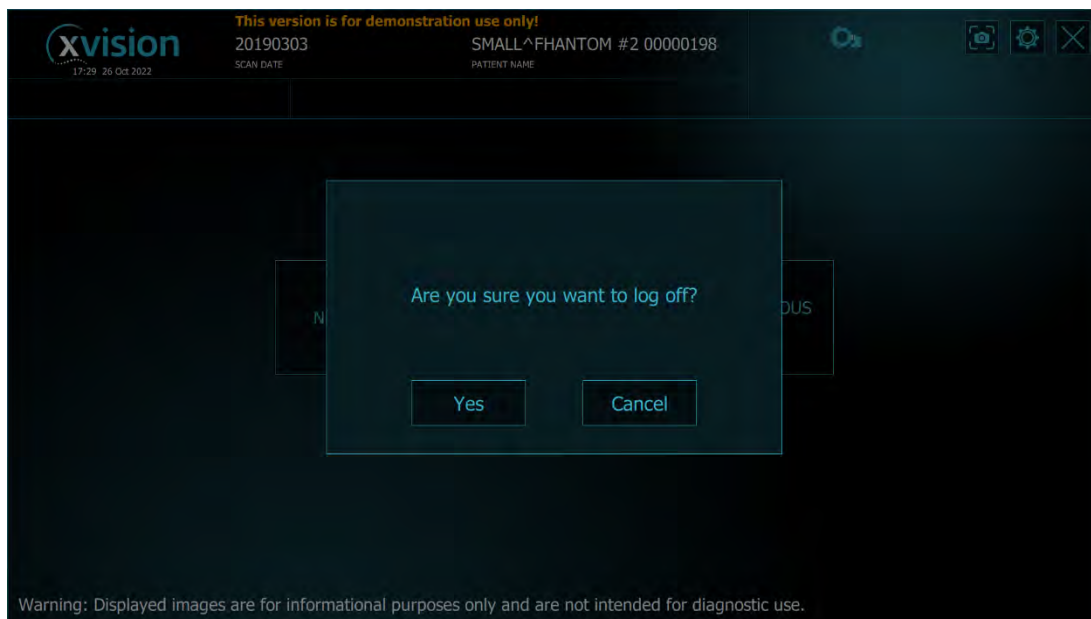 This version is for demonstration use only!
xvision
20190303
SMALL^FHANTOM #2 00000198
17:29 26 Oct 2022
SCAN DATE
PATIENT NAME
Are you sure you want to log off?
Yes
Cancel
Warning: Displayed images are for informational purposes only and are not intended for diagnostic use.